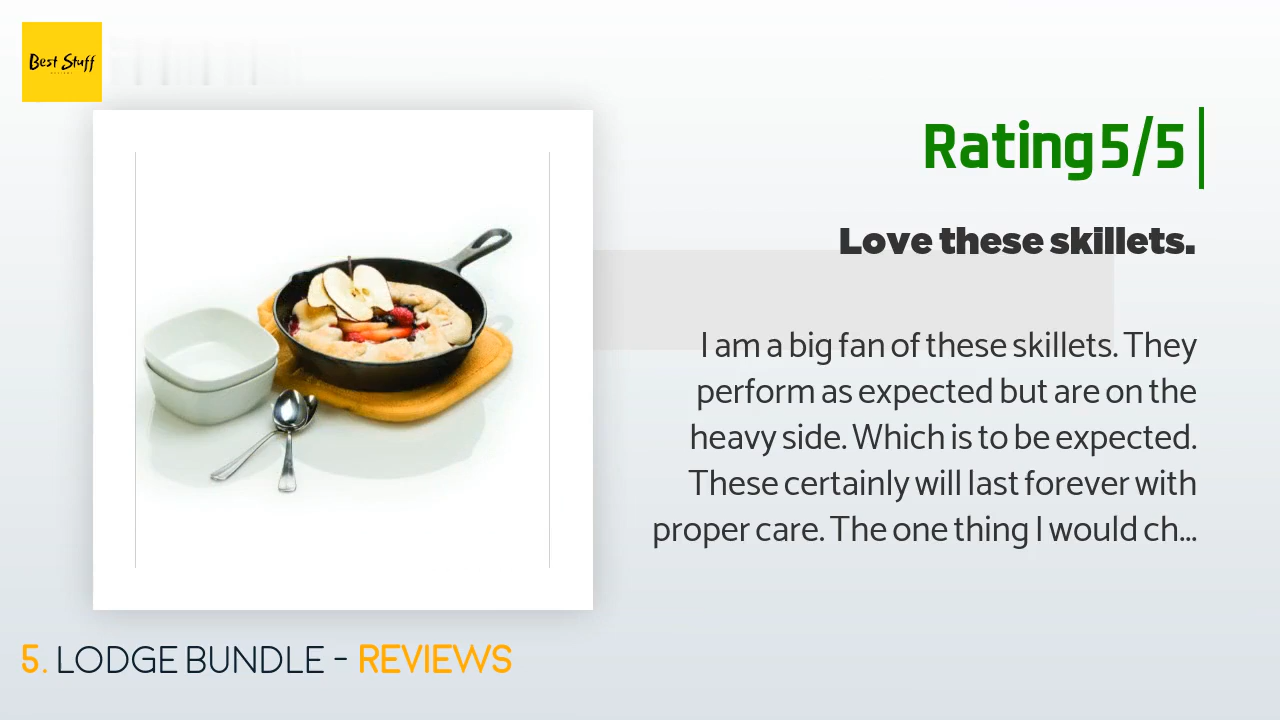 Best Stuff
Rating 5/5
Love these skillets.
I am a big fan of these skillets. They
perform as expected but are on the
heavy side. Which is to be expected.
These certainly will last forever with
proper care. The one thing I would ch...
5. LODGE BUNDLE - REVIEWS